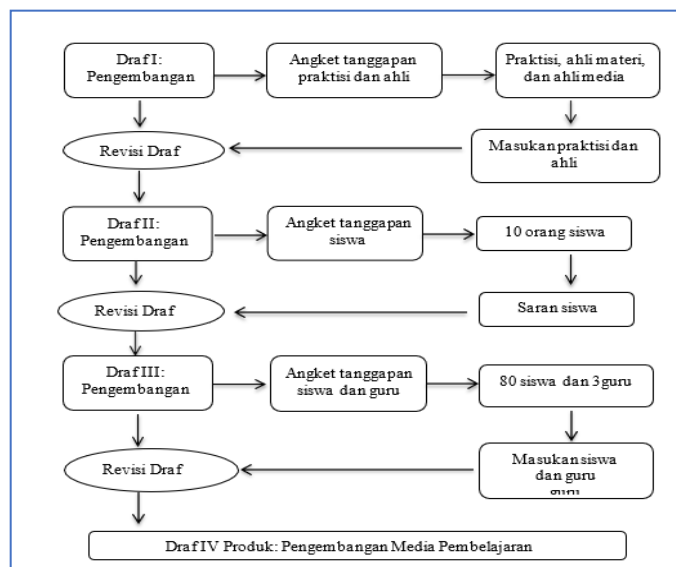 Draf I:
Pengembangan
Angket tanggapan
praktisi dan ahli
Praktisi, ahli materi,
dan ahli media
Revisi Draf
Masukan praktisi dan
ahli
Draf II:
Pengembangan
Angket tanggapan
siswa
10 orang siswa
Revisi Draf
Saran siswa
Draf III:
Pengembangan
Angket tanggapan
siswa dan guru
80 siswa dan 3guru
Revisi Draf
Masukan siswa
dan guru
guru
Draf IV Produk: Pengembangan Media Pembelajaran